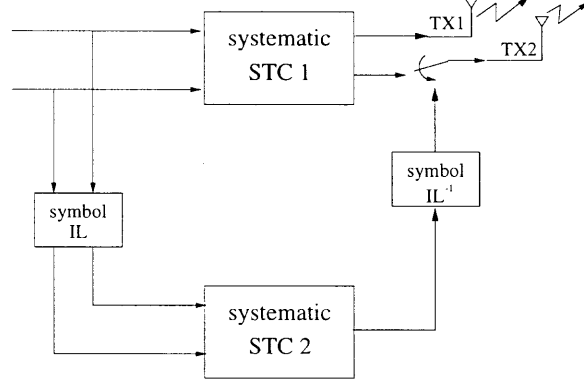 TX1
systematic
STC 1
TX2
symbol
IL⁻¹
symbol
IL
systematic
STC 2